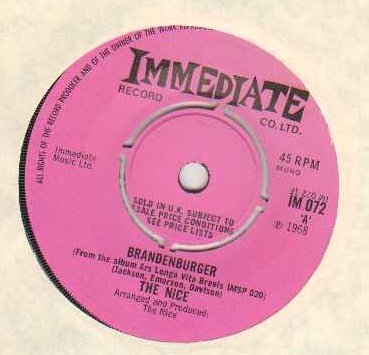 ALL RIGHTS OF THE RECORD PRODUCER AND OF THE OWNER OF THE WORK
IMMEDIATE
RECORD
CO. LTD.
Immediate
Music Ltd.
45 RPM
MONO
IM 072
'A'
℗ 1968
SOLD IN U.K. SUBJECT TO
RESALE PRICE CONDITIONS
SEE PRICE LISTS
BRANDENBURGER
(From the album Ars Longa Vita Brevis IMSP 020)
(Jackson, Emerson, Davison)
THE NICE
Arranged and Produced:
The Nice